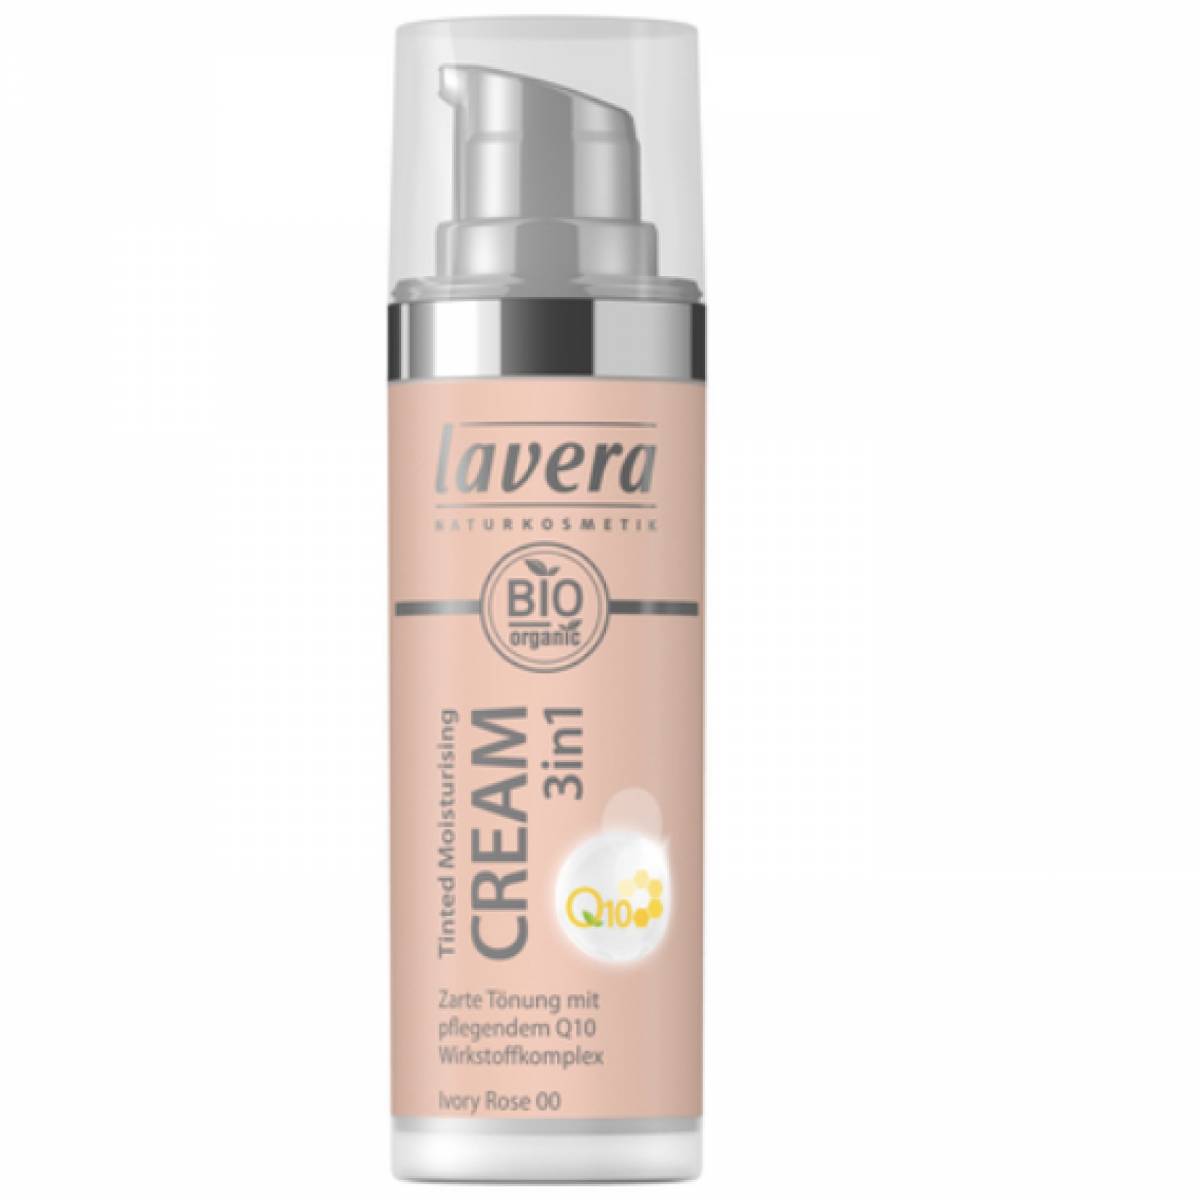 lavera
NATURKOSMETIK
BIO
organic
Tinted Moisturising
CREAM
3in1
Q10
Zarte Tönung mit
pflegendem Q10
Wirkstoffkomplex
Ivory Rose 00